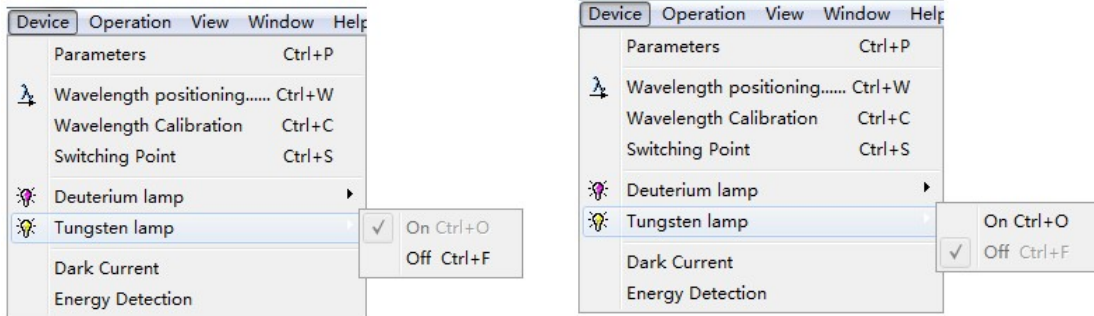 Device Operation View Window Help
Parameters Ctrl+P
Wavelength positioning...... Ctrl+W
Wavelength Calibration Ctrl+C
Switching Point Ctrl+S
Deuterium lamp
Tungsten lamp
On Ctrl+O
Off Ctrl+F
Dark Current
Energy Detection
Device Operation View Window Help
Parameters Ctrl+P
Wavelength positioning...... Ctrl+W
Wavelength Calibration Ctrl+C
Switching Point Ctrl+S
Deuterium lamp
Tungsten lamp
On Ctrl+O
Off Ctrl+F
Dark Current
Energy Detection